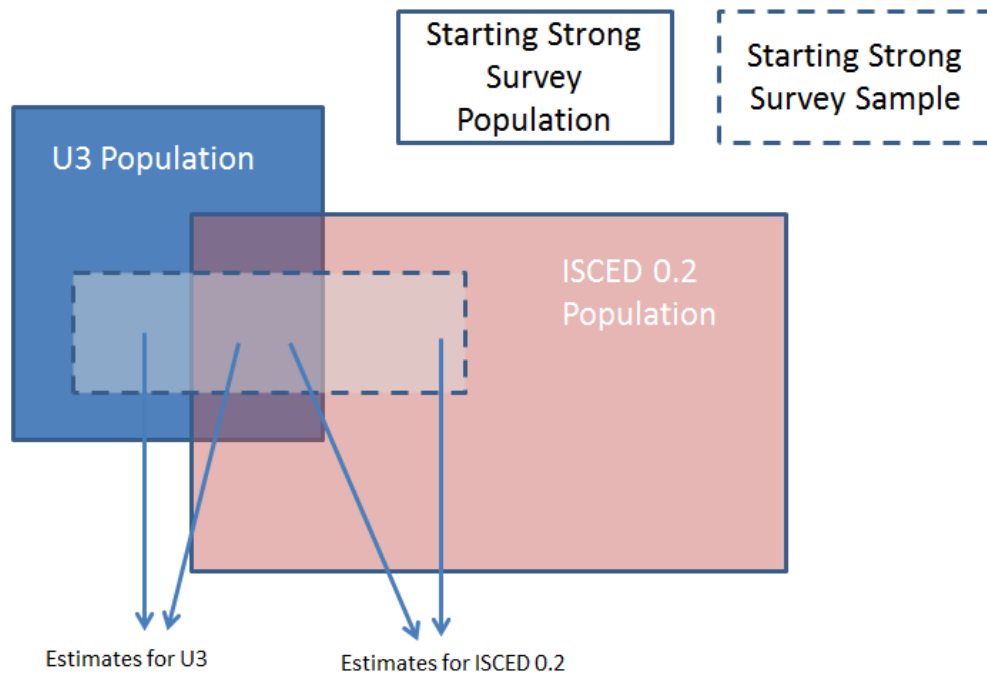 Starting Strong
Survey
Population
Starting Strong
Survey Sample
U3 Population
ISCED 0.2
Population
Estimates for U3
Estimates for ISCED 0.2